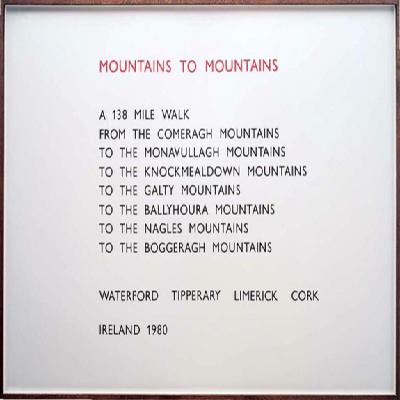 MOUNTAINS TO MOUNTAINS
A 138 MILE WALK
FROM THE COMERAGH MOUNTAINS
TO THE MONAVULLAGH MOUNTAINS
TO THE KNOCKMEALDOWN MOUNTAINS
TO THE GALTY MOUNTAINS
TO THE BALLYHOURA MOUNTAINS
TO THE NAGLES MOUNTAINS
TO THE BOGGERAGH MOUNTAINS
WATERFORD TIPPERARY LIMERICK CORK
IRELAND 1980